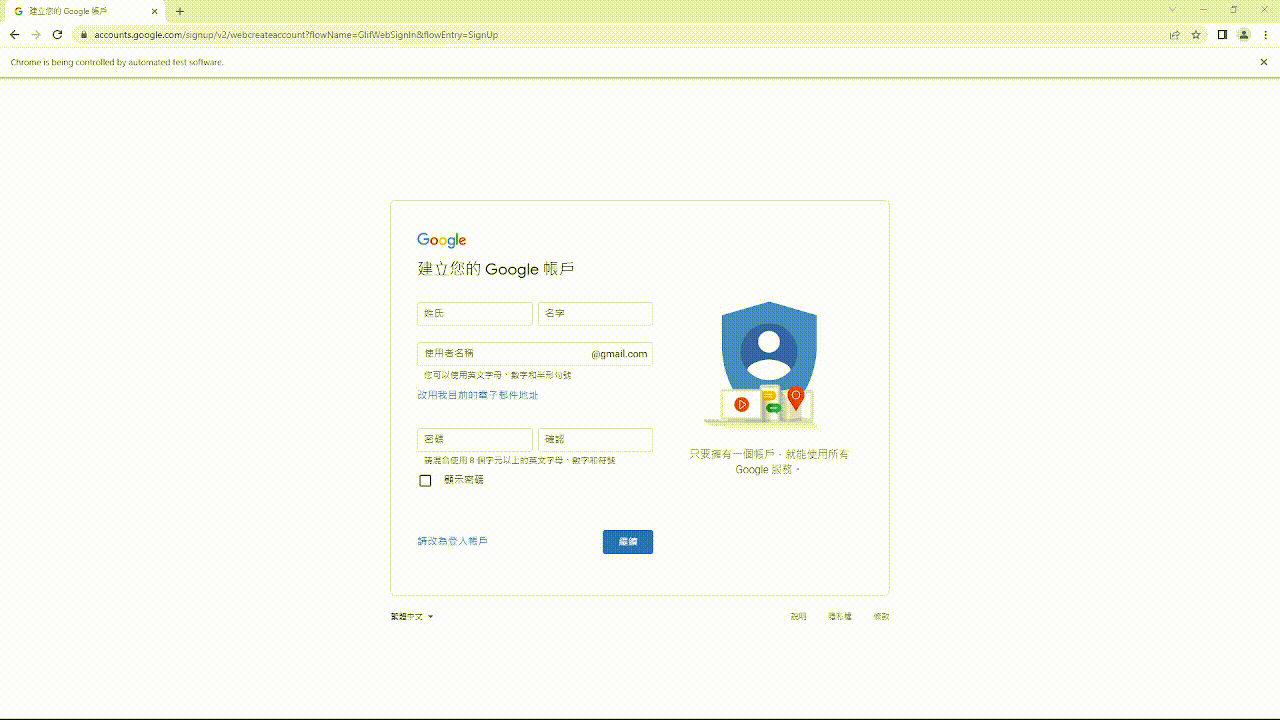 建立您的 Google 帳戶
accounts.google.com/signup/v2/webcreateaccount?flowName=GlifWebSignIn&flowEntry=SignUp
Chrome is being controlled by automated test software.
Google
建立您的 Google 帳戶
姓氏 名字
使用者名稱 @gmail.com
您可以使用英文字母、數字和半形句號
改用我目前的電子郵件地址
密碼 確認
請混合使用 8 個字元以上的英文字母、數字和符號
顯示密碼
只要擁有一個帳戶，就能使用所有
Google 服務。
請改為登入帳戶 繼續
繁體中文 說明 隱私權 條款